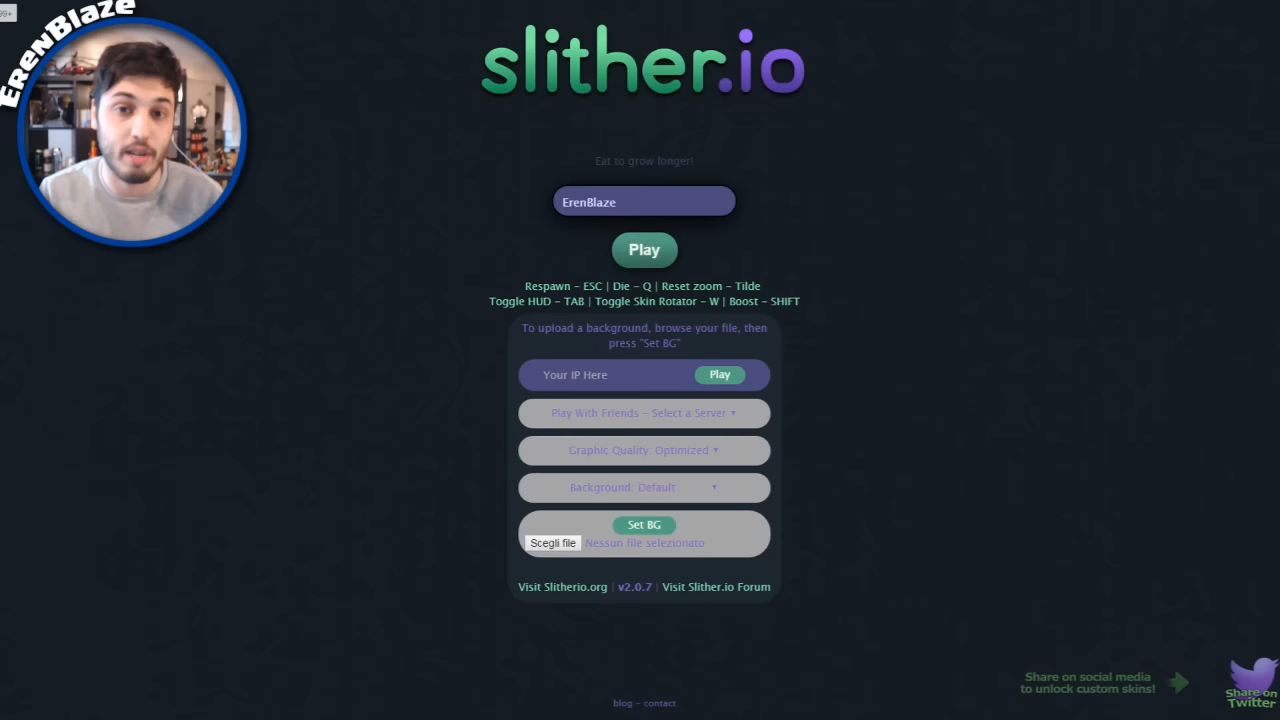 99+
ErenBlaze
slither.io
Eat to grow longer!
ErenBlaze
Play
Respawn - ESC | Die - Q | Reset zoom - Tilde
Toggle HUD - TAB | Toggle Skin Rotator - W | Boost - SHIFT
To upload a background, browse your file, then
press "Set BG"
Your IP Here Play
Play With Friends - Select a Server ▾
Graphic Quality: Optimized ▾
Background: Default ▾
Set BG
Scegli file Nessun file selezionato
Visit Slitherio.org | v2.0.7 | Visit Slither.io Forum
Share on social media
to unlock custom skins!
Share on
Twitter
blog - contact